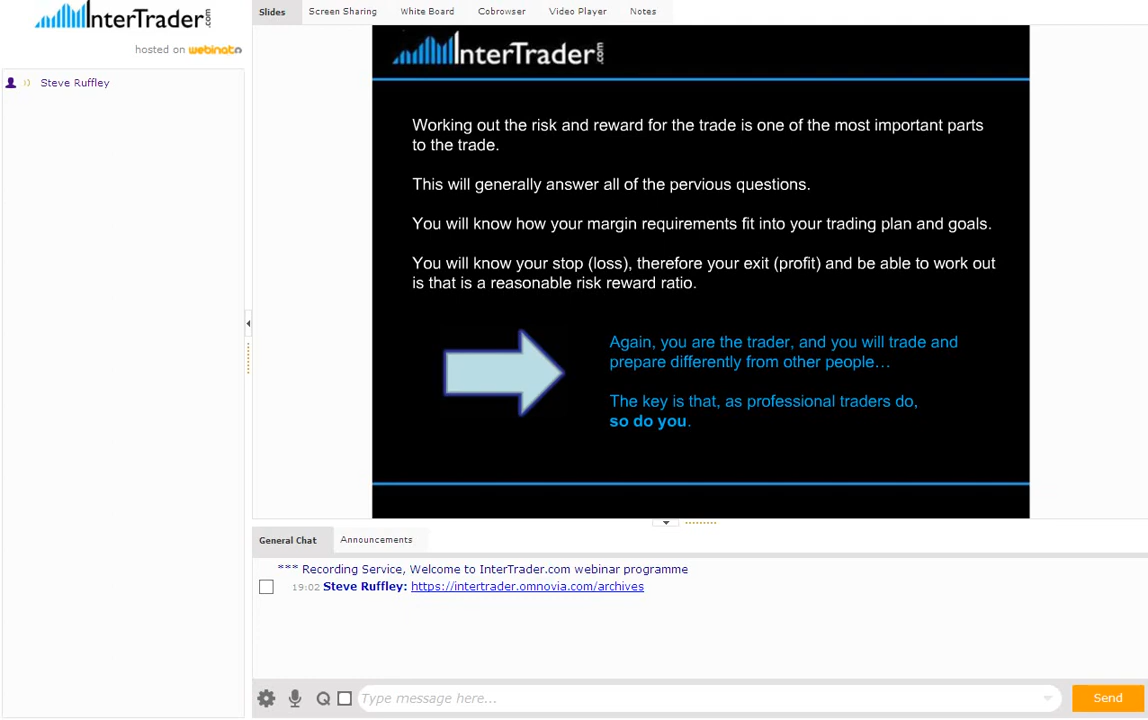 InterTrader.com
hosted on webinato
Steve Ruffley
Slides Screen Sharing White Board Cobrowser Video Player Notes
InterTrader.com
Working out the risk and reward for the trade is one of the most important parts
to the trade.
This will generally answer all of the pervious questions.
You will know how your margin requirements fit into your trading plan and goals.
You will know your stop (loss), therefore your exit (profit) and be able to work out
is that is a reasonable risk reward ratio.
Again, you are the trader, and you will trade and
prepare differently from other people…
The key is that, as professional traders do,
so do you.
General Chat Announcements
*** Recording Service, Welcome to InterTrader.com webinar programme
19:02 Steve Ruffley: https://intertrader.omnovia.com/archives
Q Type message here... Send